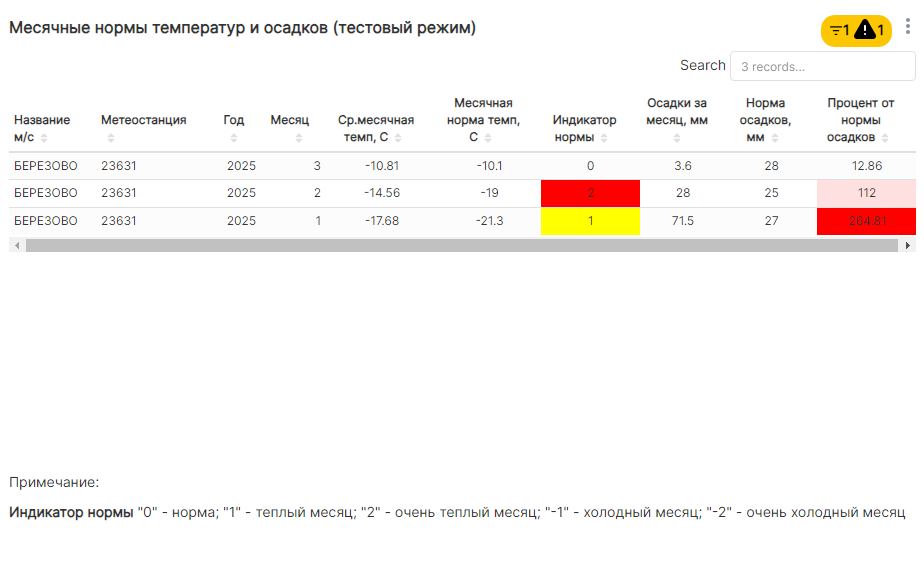 Месячные нормы температур и осадков (тестовый режим)
1 1
Search 3 records...
Название м/с Метеостанция Год Месяц Ср.месячная темп, С Месячная норма темп, С Индикатор нормы Осадки за месяц, мм Норма осадков, мм Процент от нормы осадков
БЕРЕЗОВО 23631 2025 3 -10.81 -10.1 0 3.6 28 12.86
БЕРЕЗОВО 23631 2025 2 -14.56 -19 2 28 25 112
БЕРЕЗОВО 23631 2025 1 -17.68 -21.3 1 71.5 27 264.81
Примечание:
Индикатор нормы "0" - норма; "1" - теплый месяц; "2" - очень теплый месяц; "-1" - холодный месяц; "-2" - очень холодный месяц